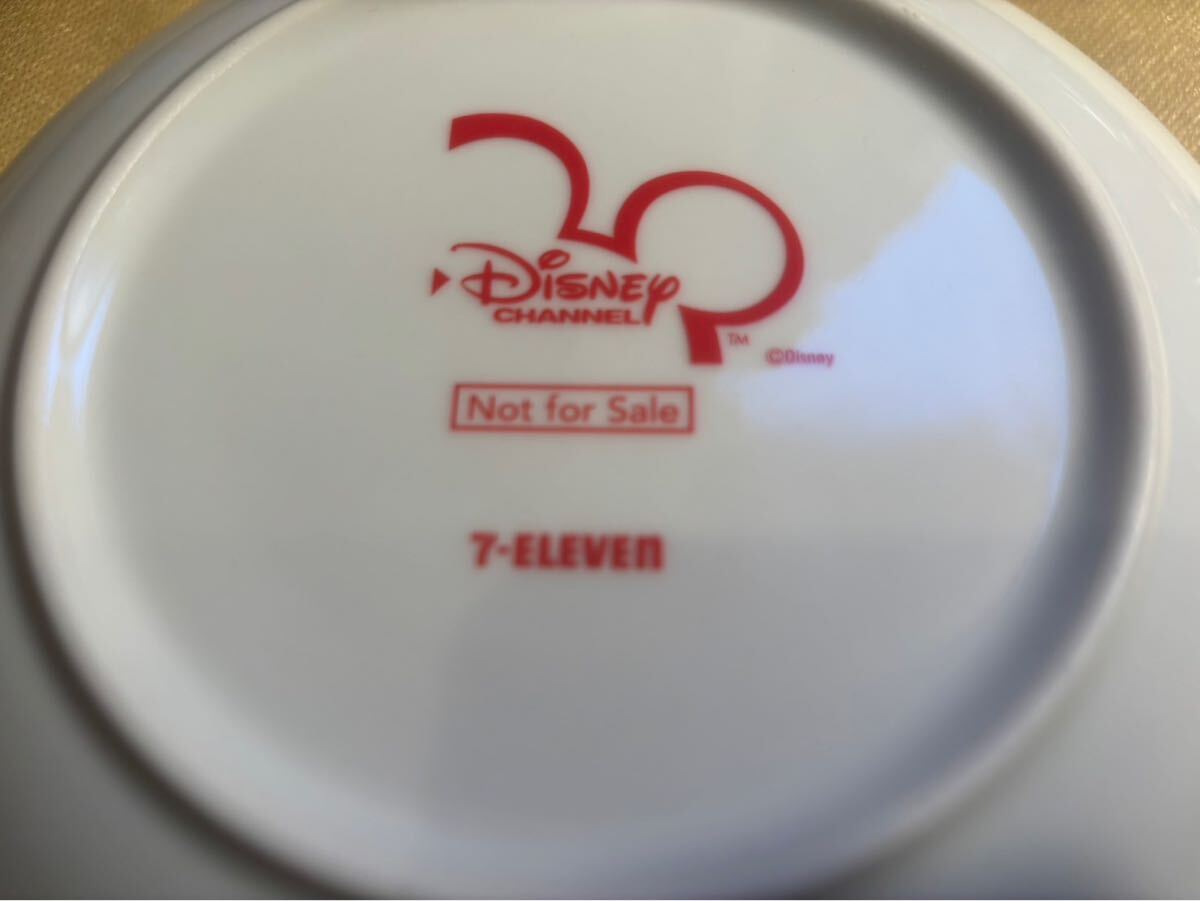 Disney
CHANNEL
TM
©Disney
Not for Sale
7-ELEVEn